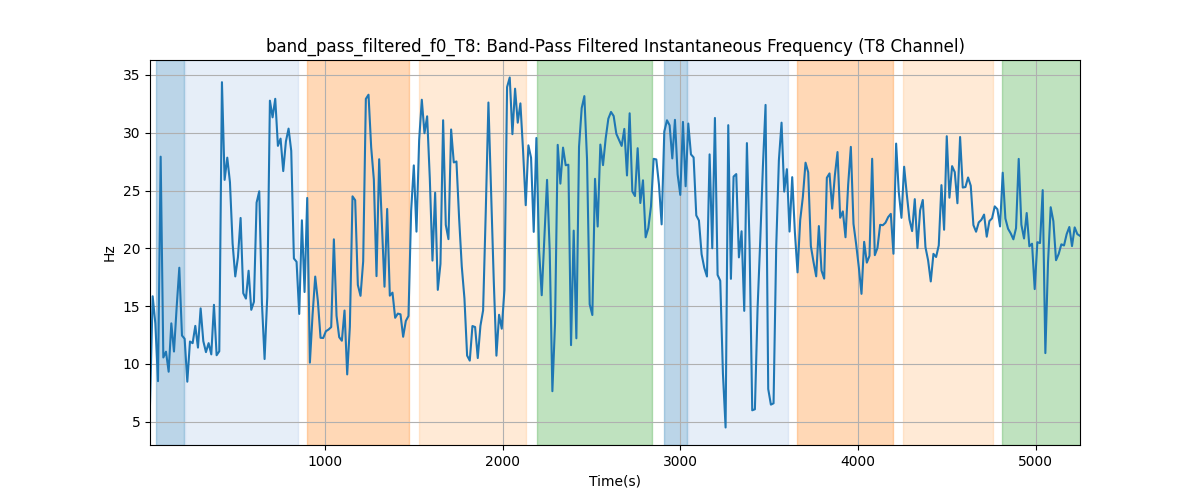 band_pass_filtered_f0_T8: Band-Pass Filtered Instantaneous Frequency (T8 Channel)
35
30
25
20
15
10
5
Hz
1000 2000 3000 4000 5000
Time(s)